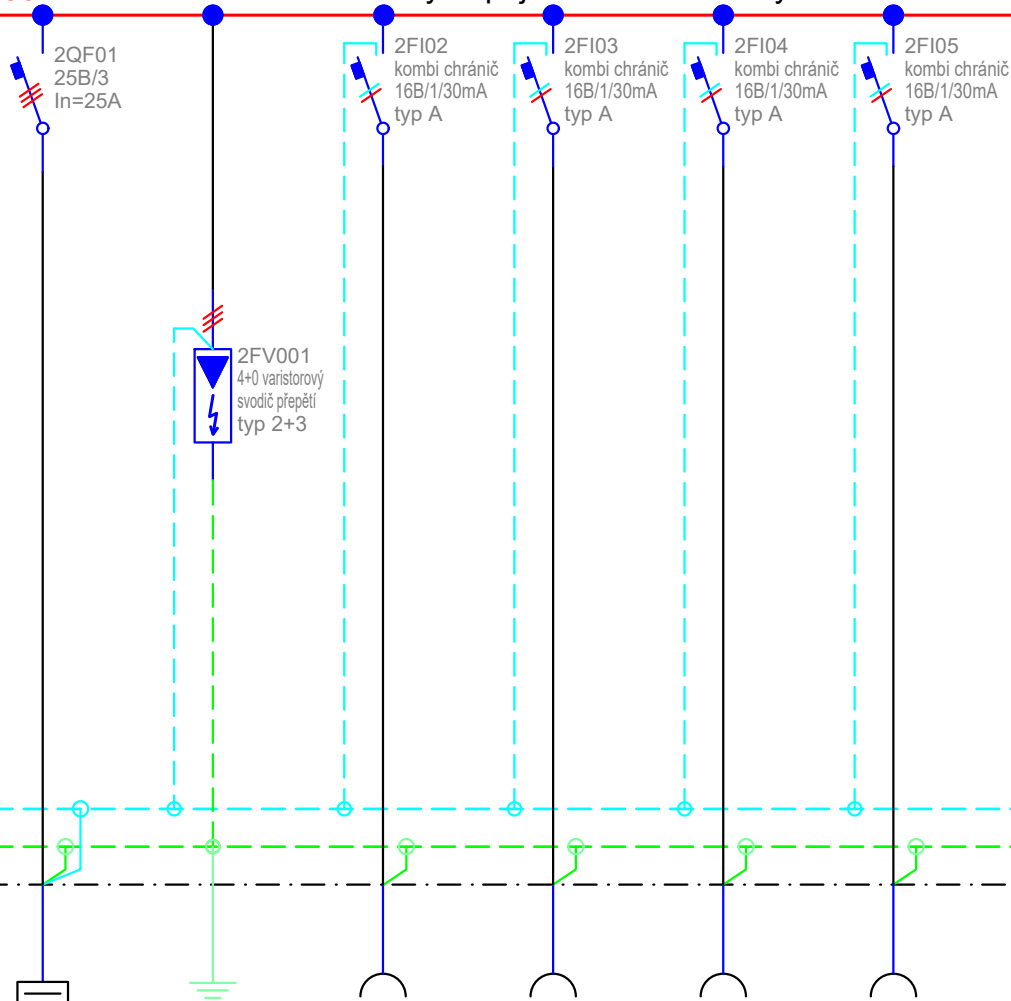 2QF01
25B/3
In=25A
2FV001
4+0 varistorový
svodič přepětí
typ 2+3
2FI02
kombi chránič
16B/1/30mA
typ A
2FI03
kombi chránič
16B/1/30mA
typ A
2FI04
kombi chránič
16B/1/30mA
typ A
2FI05
kombi chránič
16B/1/30mA
typ A